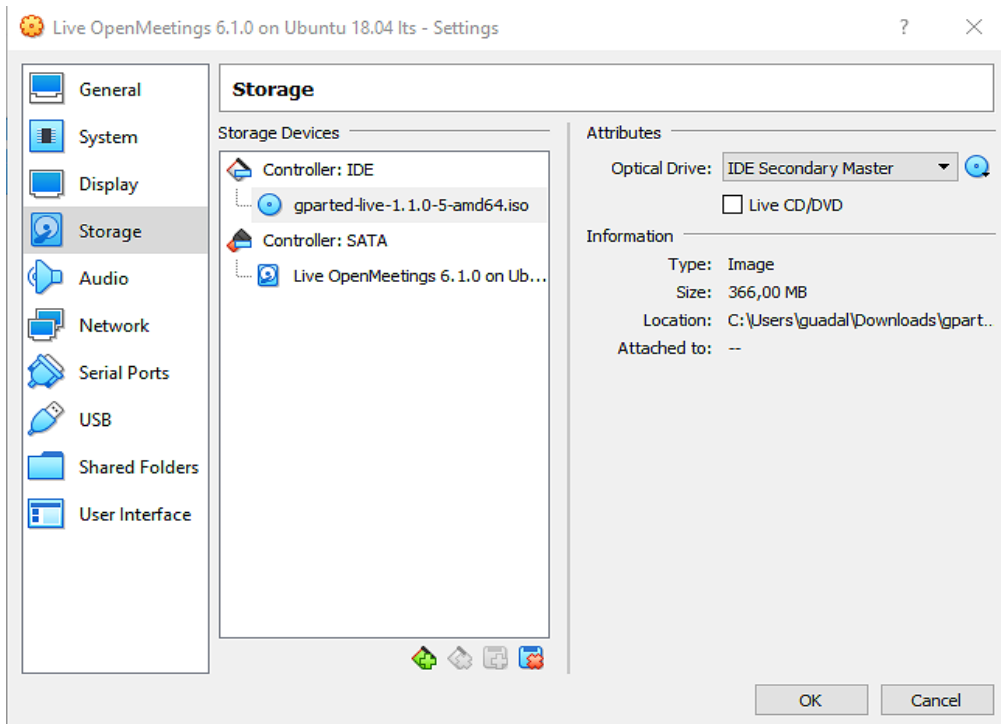 Live OpenMeetings 6.1.0 on Ubuntu 18.04 lts - Settings
?
General
System
Display
Storage
Audio
Network
Serial Ports
USB
Shared Folders
User Interface
Storage
Storage Devices
Controller: IDE
gparted-live-1.1.0-5-amd64.iso
Controller: SATA
Live OpenMeetings 6.1.0 on Ub...
Attributes
Optical Drive: IDE Secondary Master
Live CD/DVD
Information
Type: Image
Size: 366,00 MB
Location: C:\Users\guadal\Downloads\gpart..
Attached to: --
OK
Cancel